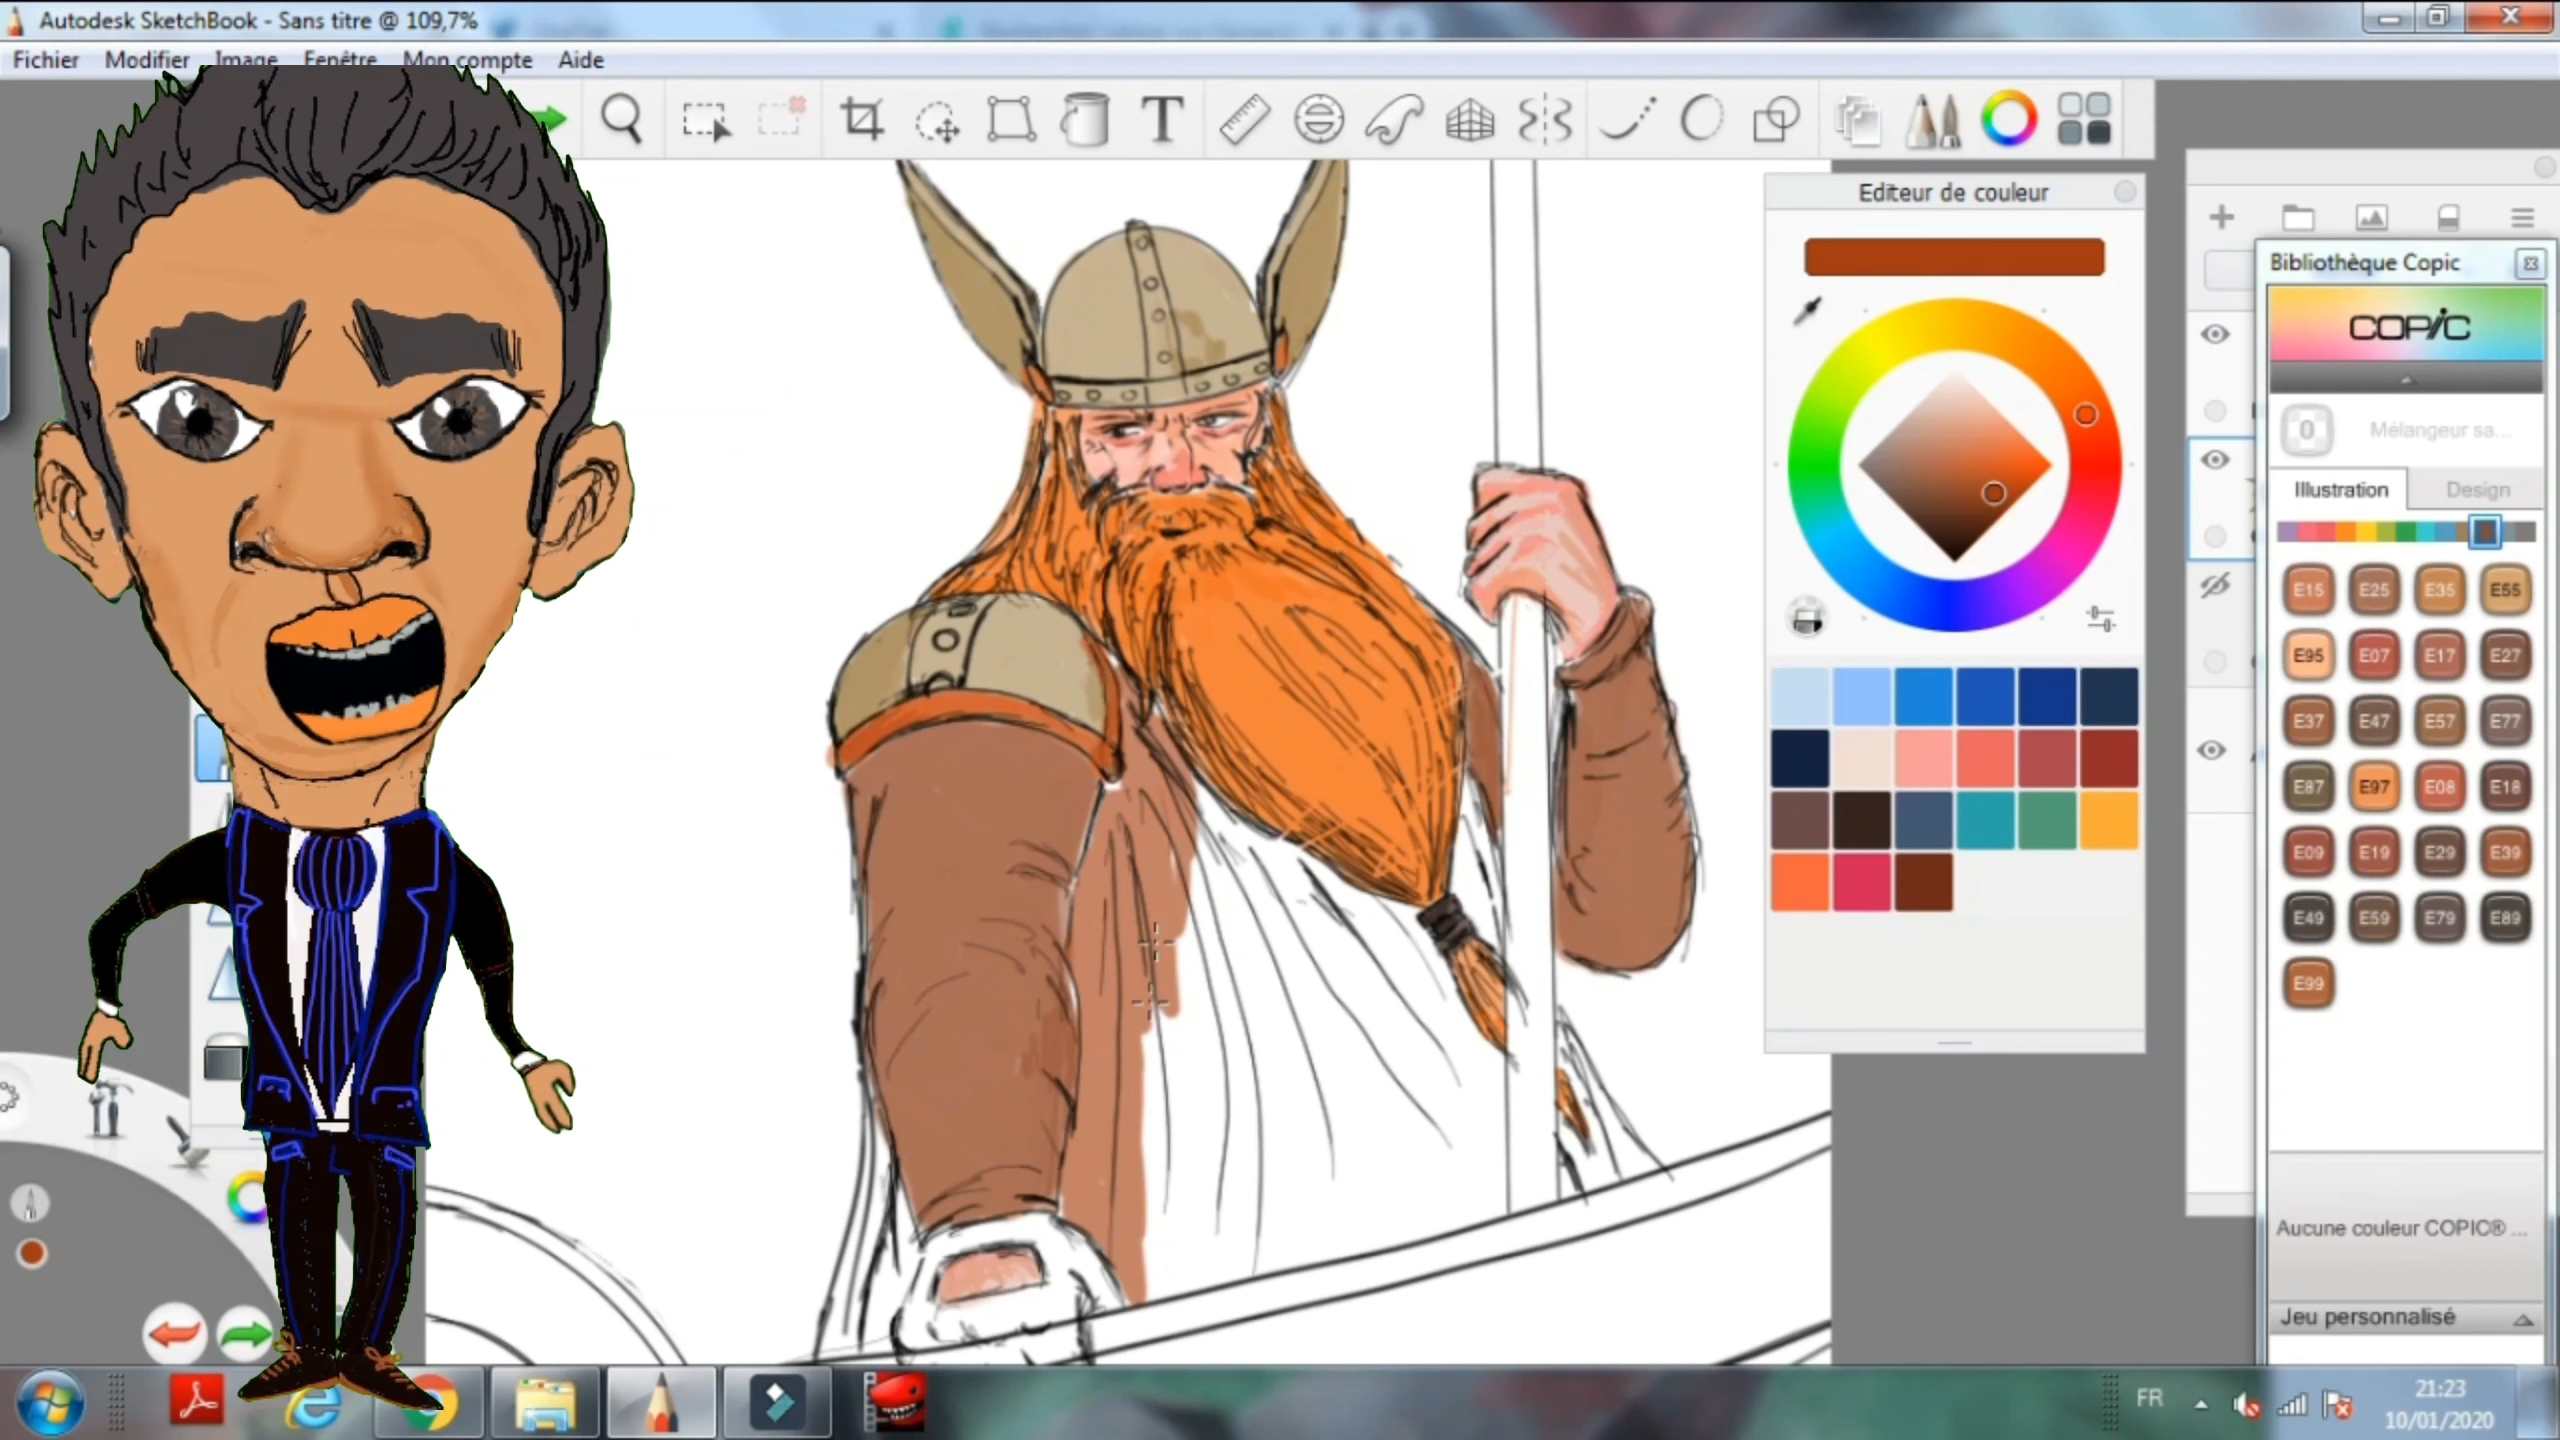 Autodesk SketchBook - Sans titre @ 109,7%
Fichier Modifier Image Fenêtre Mon compte Aide
T
Editeur de couleur
Bibliothèque Copic
COPIC
0 Mélangeur sa...
Illustration Design
E15 E25 E35 E55
E95 E07 E17 E27
E37 E47 E57 E77
E87 E97 E08 E18
E09 E19 E29 E39
E49 E59 E79 E89
E99
Aucune couleur COPIC® ...
Jeu personnalisé
FR
21:23
10/01/2020